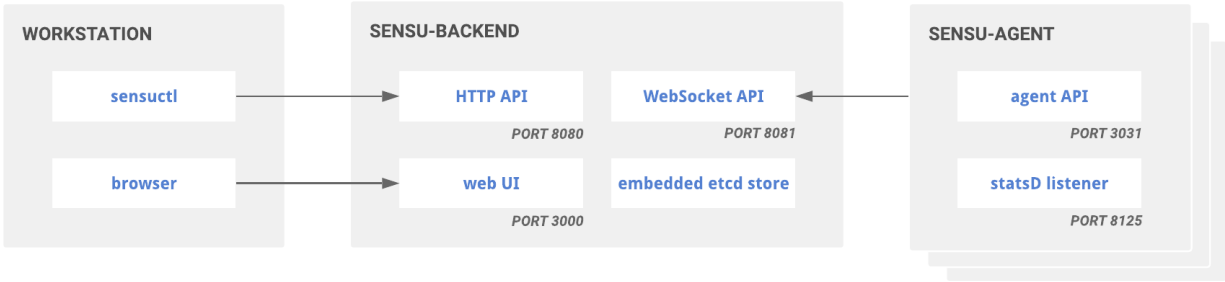 WORKSTATION
sensuctl
browser
SENSU-BACKEND
HTTP API
PORT 8080
WebSocket API
PORT 8081
web UI
PORT 3000
embedded etcd store
SENSU-AGENT
agent API
PORT 3031
statsD listener
PORT 8125